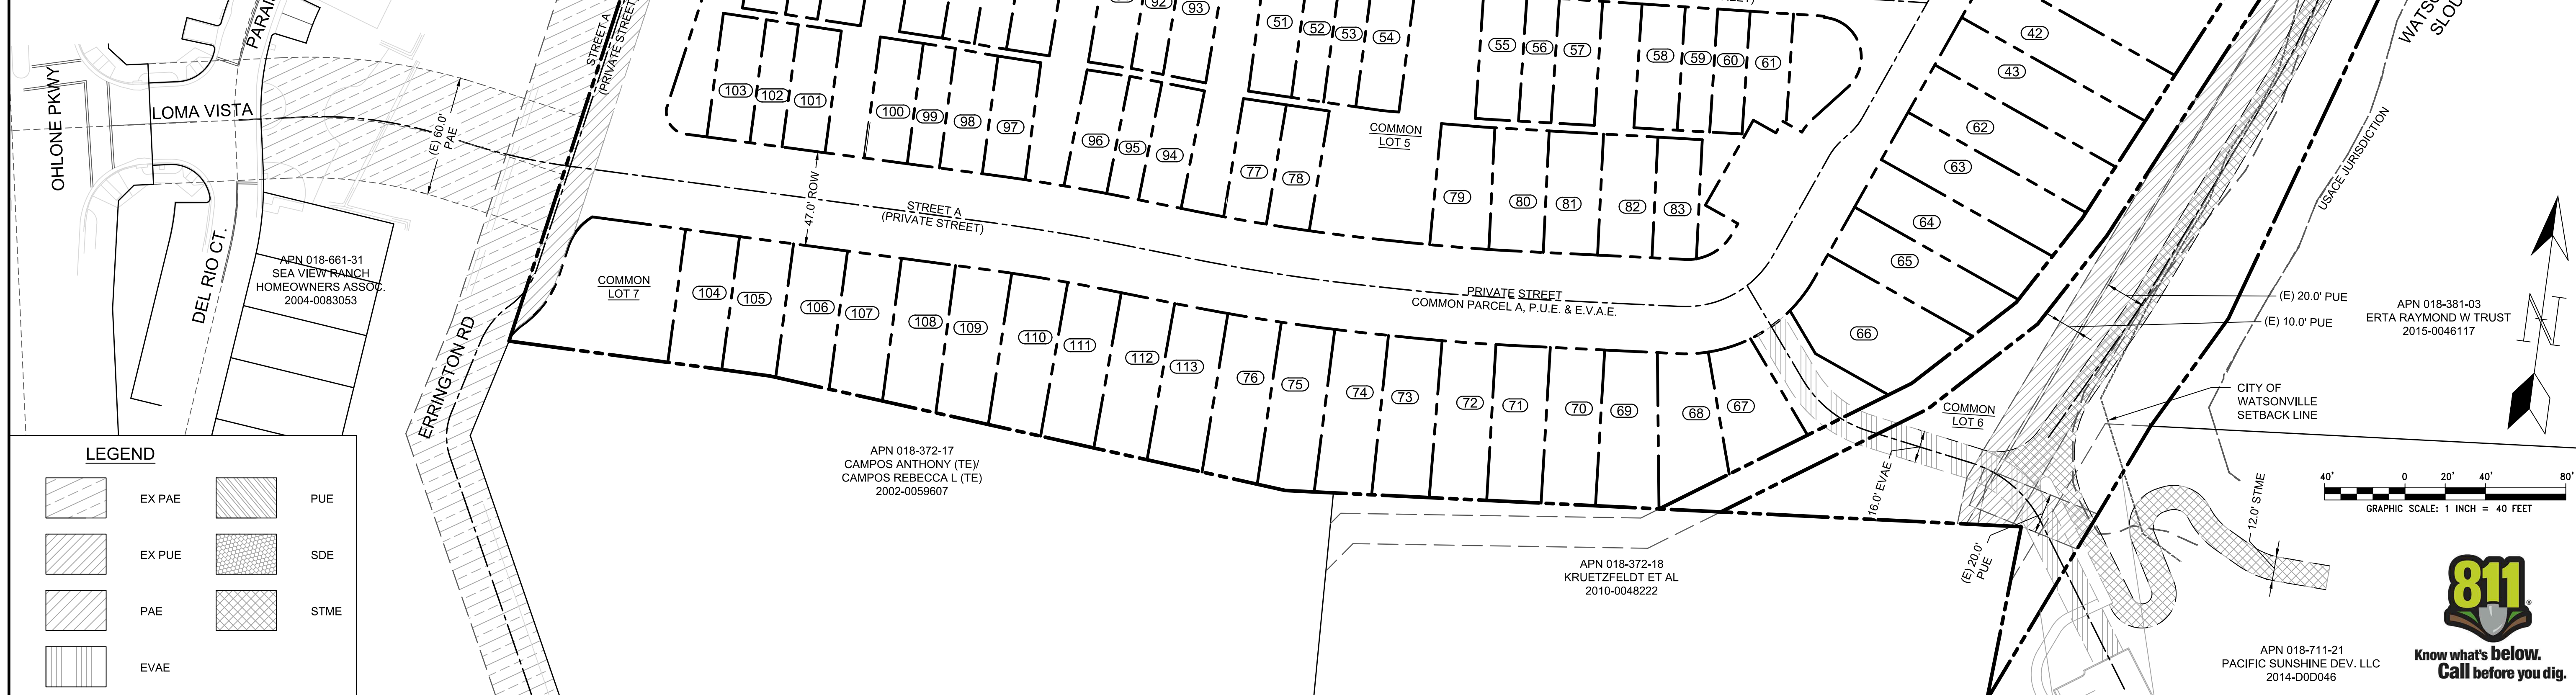 OHLONE PKWY
LOMA VISTA
DEL RIO CT.
(E) 60.0'
PAE
STREET A
(PRIVATE STREET)
APN 018-661-31
SEA VIEW RANCH
HOMEOWNERS ASSOC.
2004-0083053
ERRINGTON RD
92
93
51
52
53
54
55
56
57
58
59
60
61
42
43
62
63
64
65
66
103
102
101
100
99
98
97
96
95
94
77
78
COMMON
LOT 5
79
80
81
82
83
47.0' ROW
STREET A
(PRIVATE STREET)
PRIVATE STREET
COMMON PARCEL A, P.U.E. & E.V.A.E.
COMMON
LOT 7
104
105
106
107
108
109
110
111
112
113
76
75
74
73
72
71
70
69
68
67
COMMON
LOT 6
16.0' EVAE
(E) 20.0'
PUE
12.0' STME
USACE JURISDICTION
(E) 20.0' PUE
(E) 10.0' PUE
APN 018-381-03
ERTA RAYMOND W TRUST
2015-0046117
CITY OF
WATSONVILLE
SETBACK LINE
APN 018-372-17
CAMPOS ANTHONY (TE)/
CAMPOS REBECCA L (TE)
2002-0059607
APN 018-372-18
KRUETZFELDT ET AL
2010-0048222
APN 018-711-21
PACIFIC SUNSHINE DEV. LLC
2014-D0D046
LEGEND
EX PAE
PUE
EX PUE
SDE
PAE
STME
EVAE
N
40' 0 20' 40' 80'
GRAPHIC SCALE: 1 INCH = 40 FEET
811®
Know what's below.
Call before you dig.